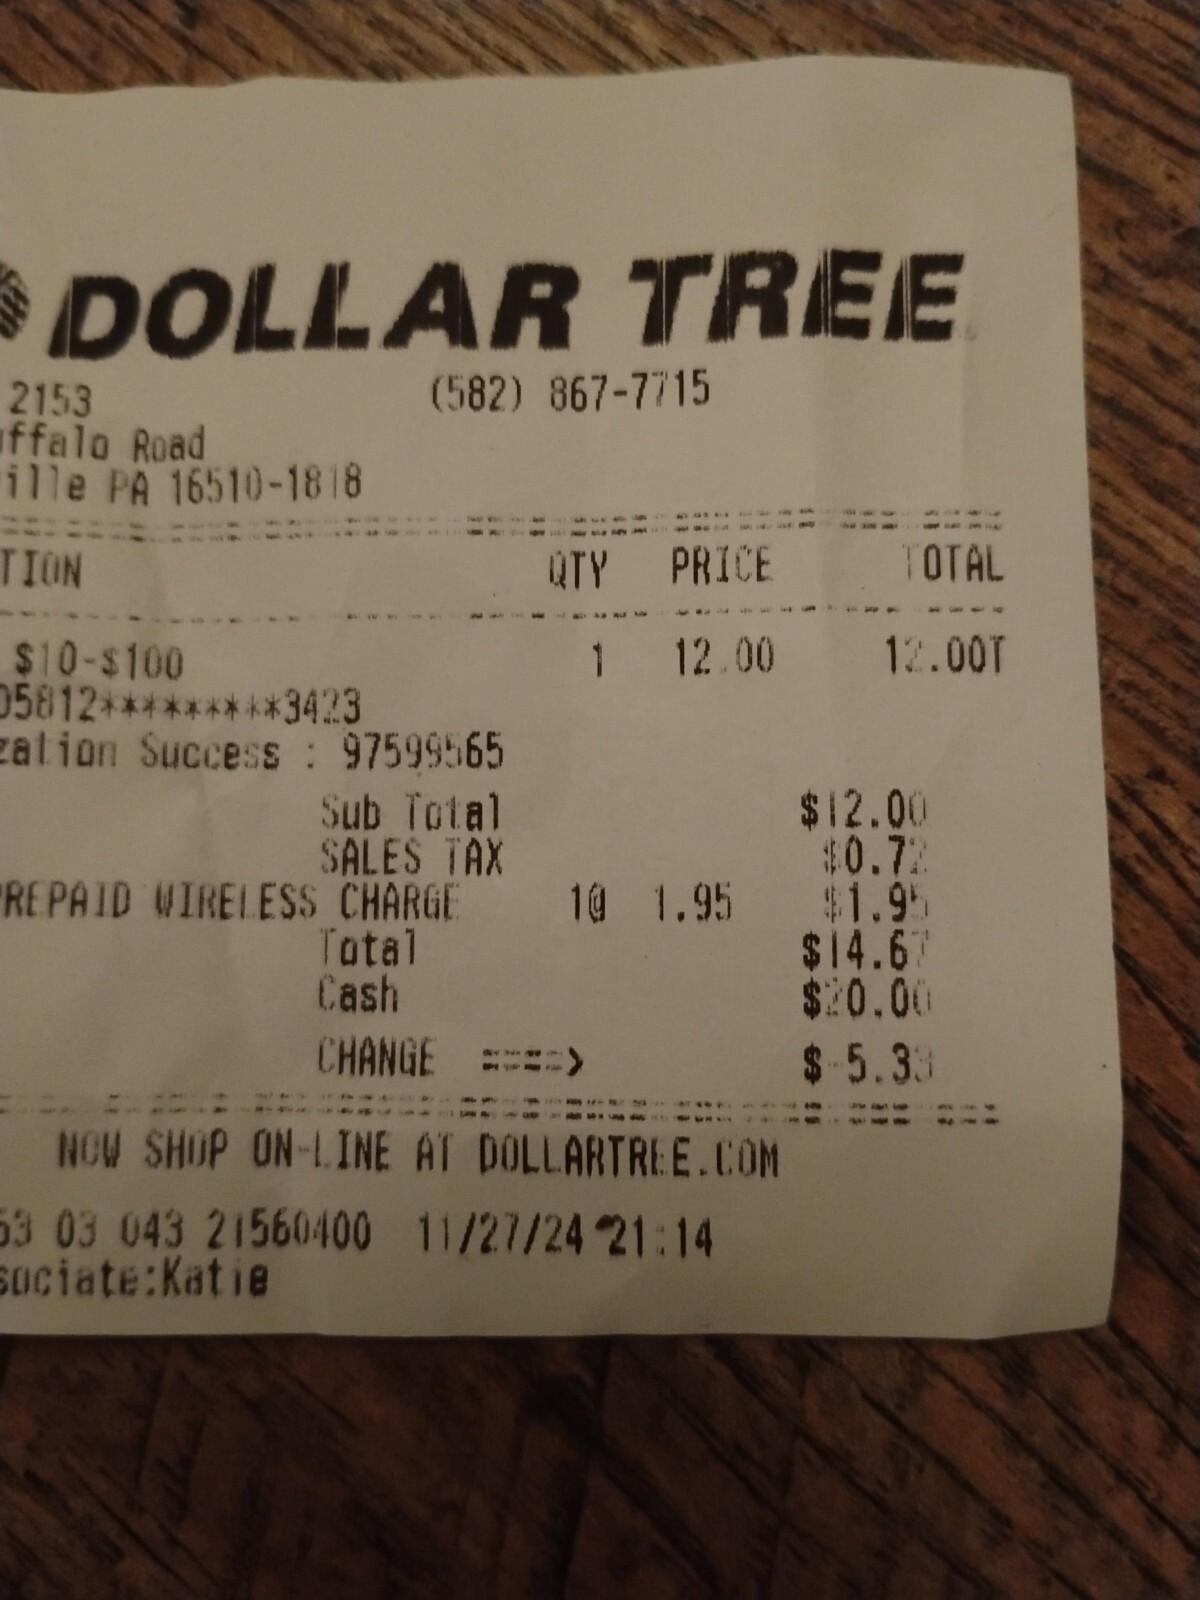 DOLLAR TREE
2153 (582) 867-7715
uffalo Road
ville PA 16510-1818
TION QTY PRICE TOTAL
$10-$100 1 12.00 12.00T
05812*********3423
zation Success : 97599565
Sub Total $12.00
SALES TAX $0.72
PREPAID WIRELESS CHARGE 1@ 1.95 $1.95
Total $14.67
Cash $20.00
CHANGE ====> $ 5.33
NOW SHOP ON-LINE AT DOLLARTREE.COM
53 03 043 21560400 11/27/24 21:14
sociate:Katie